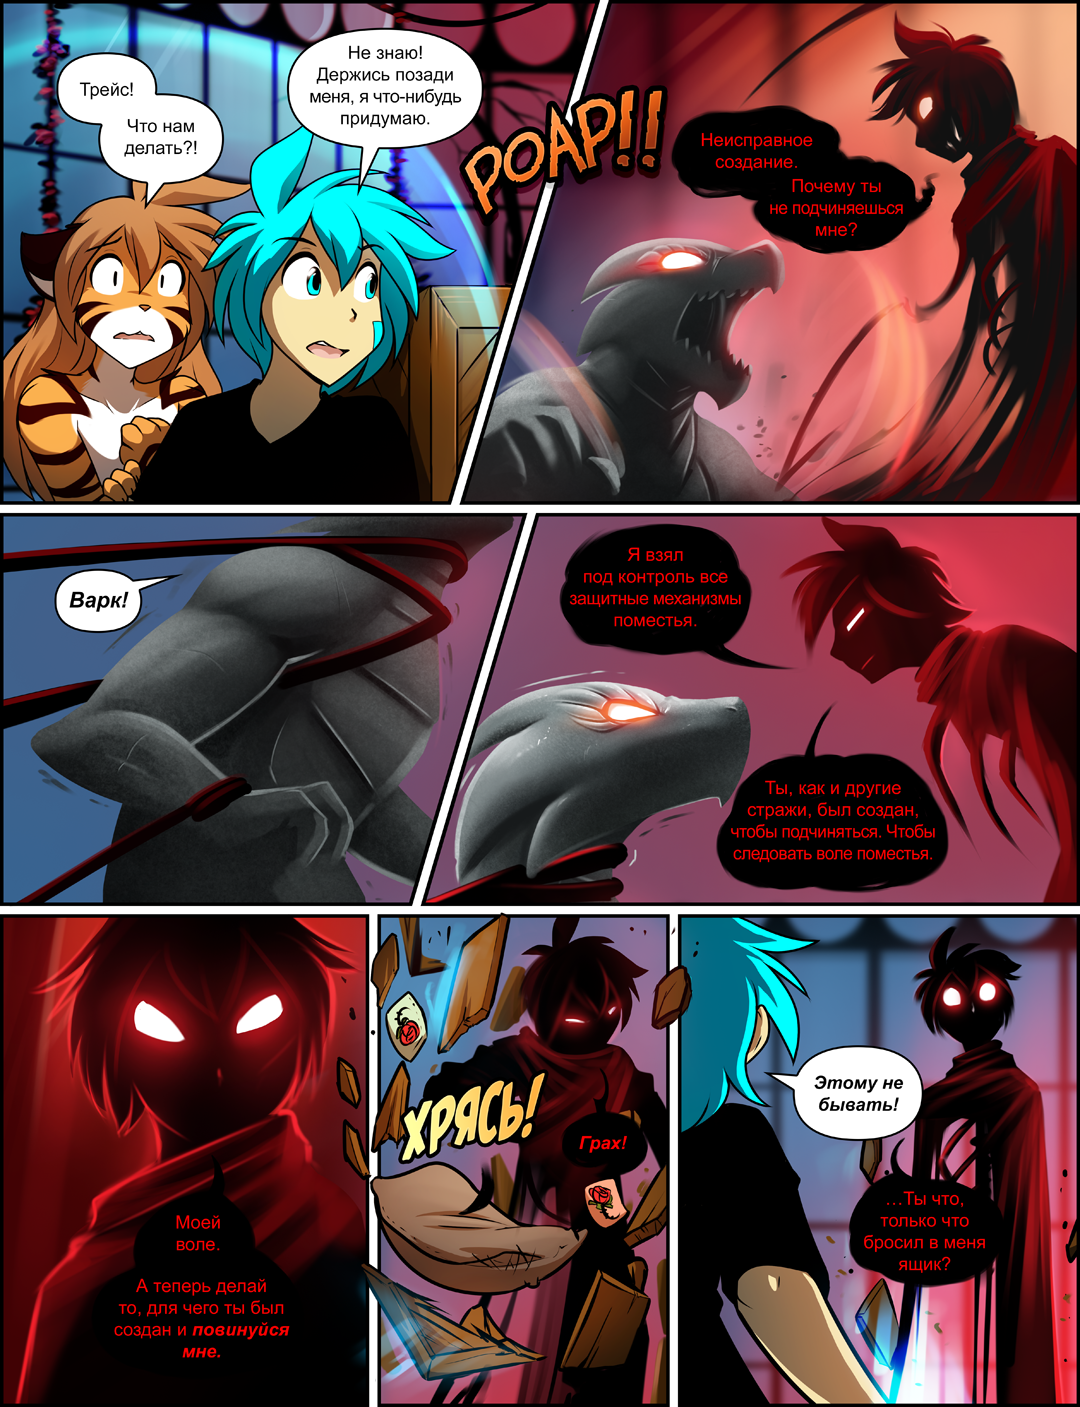 Трейс!
Что нам
делать?!
Не знаю!
Держись позади
меня, я что-нибудь
придумаю.
РОАР!!
Неисправное
создание.
Почему ты
не подчиняешься
мне?
Варк!
Я взял
под контроль все
защитные механизмы
поместья.
Ты, как и другие
стражи, был создан,
чтобы подчиняться. Чтобы
следовать воле поместья.
Моей
воле.
А теперь делай
то, для чего ты был
создан и повинуйся
мне.
ХРЯСЬ!
Грах!
Этому не
бывать!
...Ты что,
только что
бросил в меня
ящик?